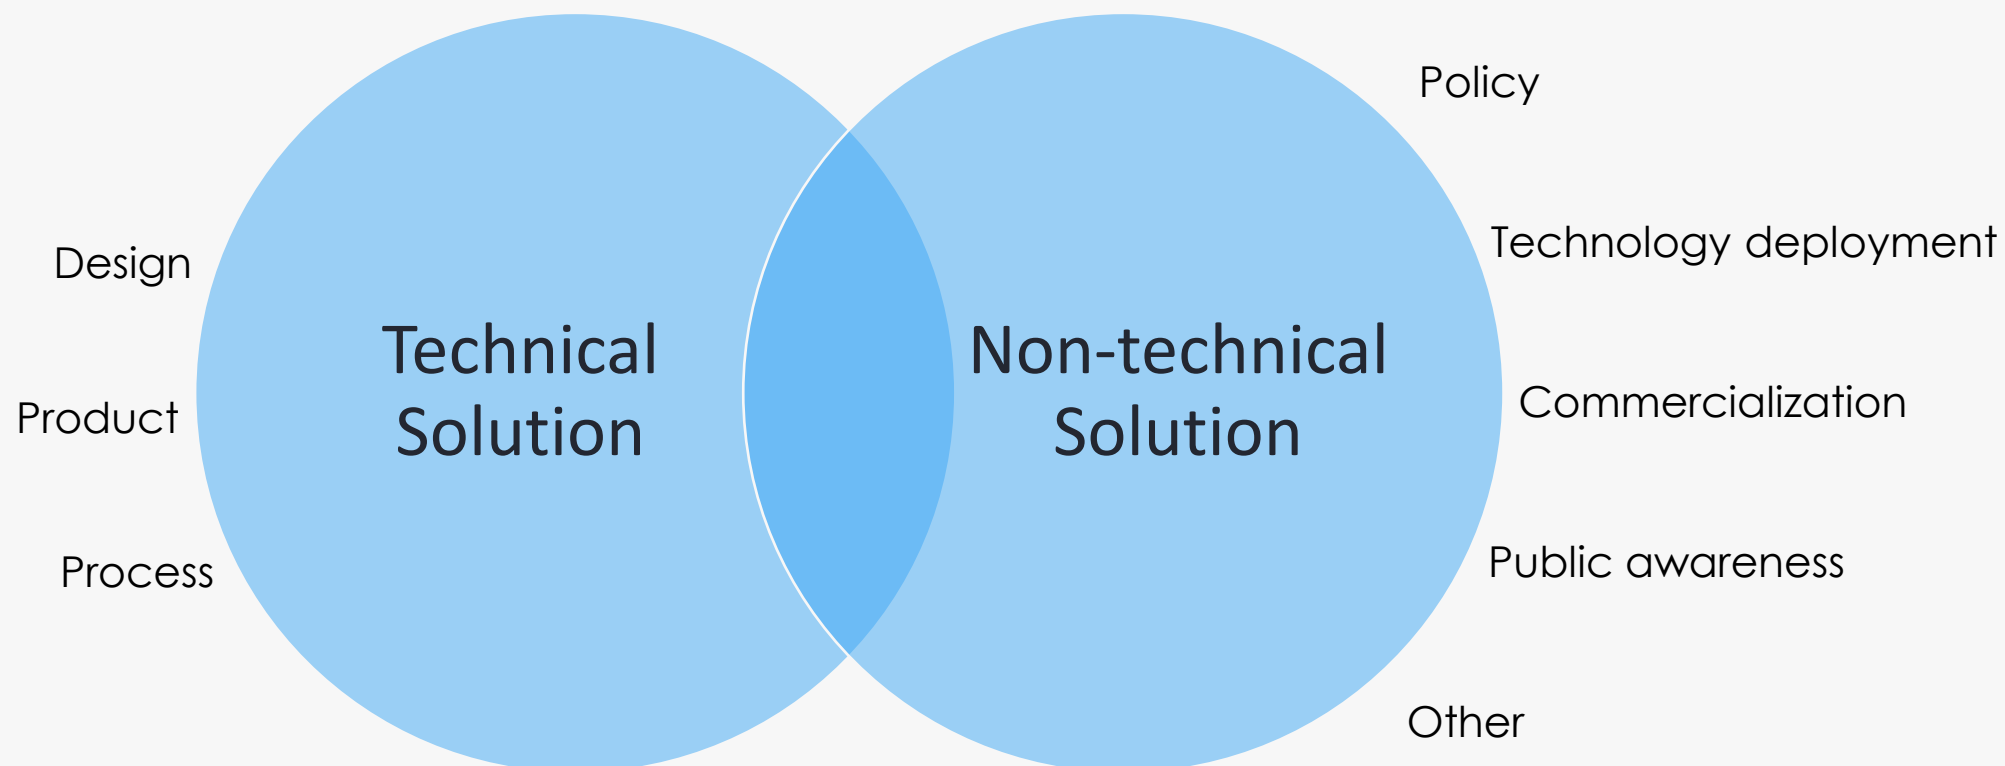 Design
Product
Process
Technical
Solution
Non-technical
Solution
Policy
Technology deployment
Commercialization
Public awareness
Other